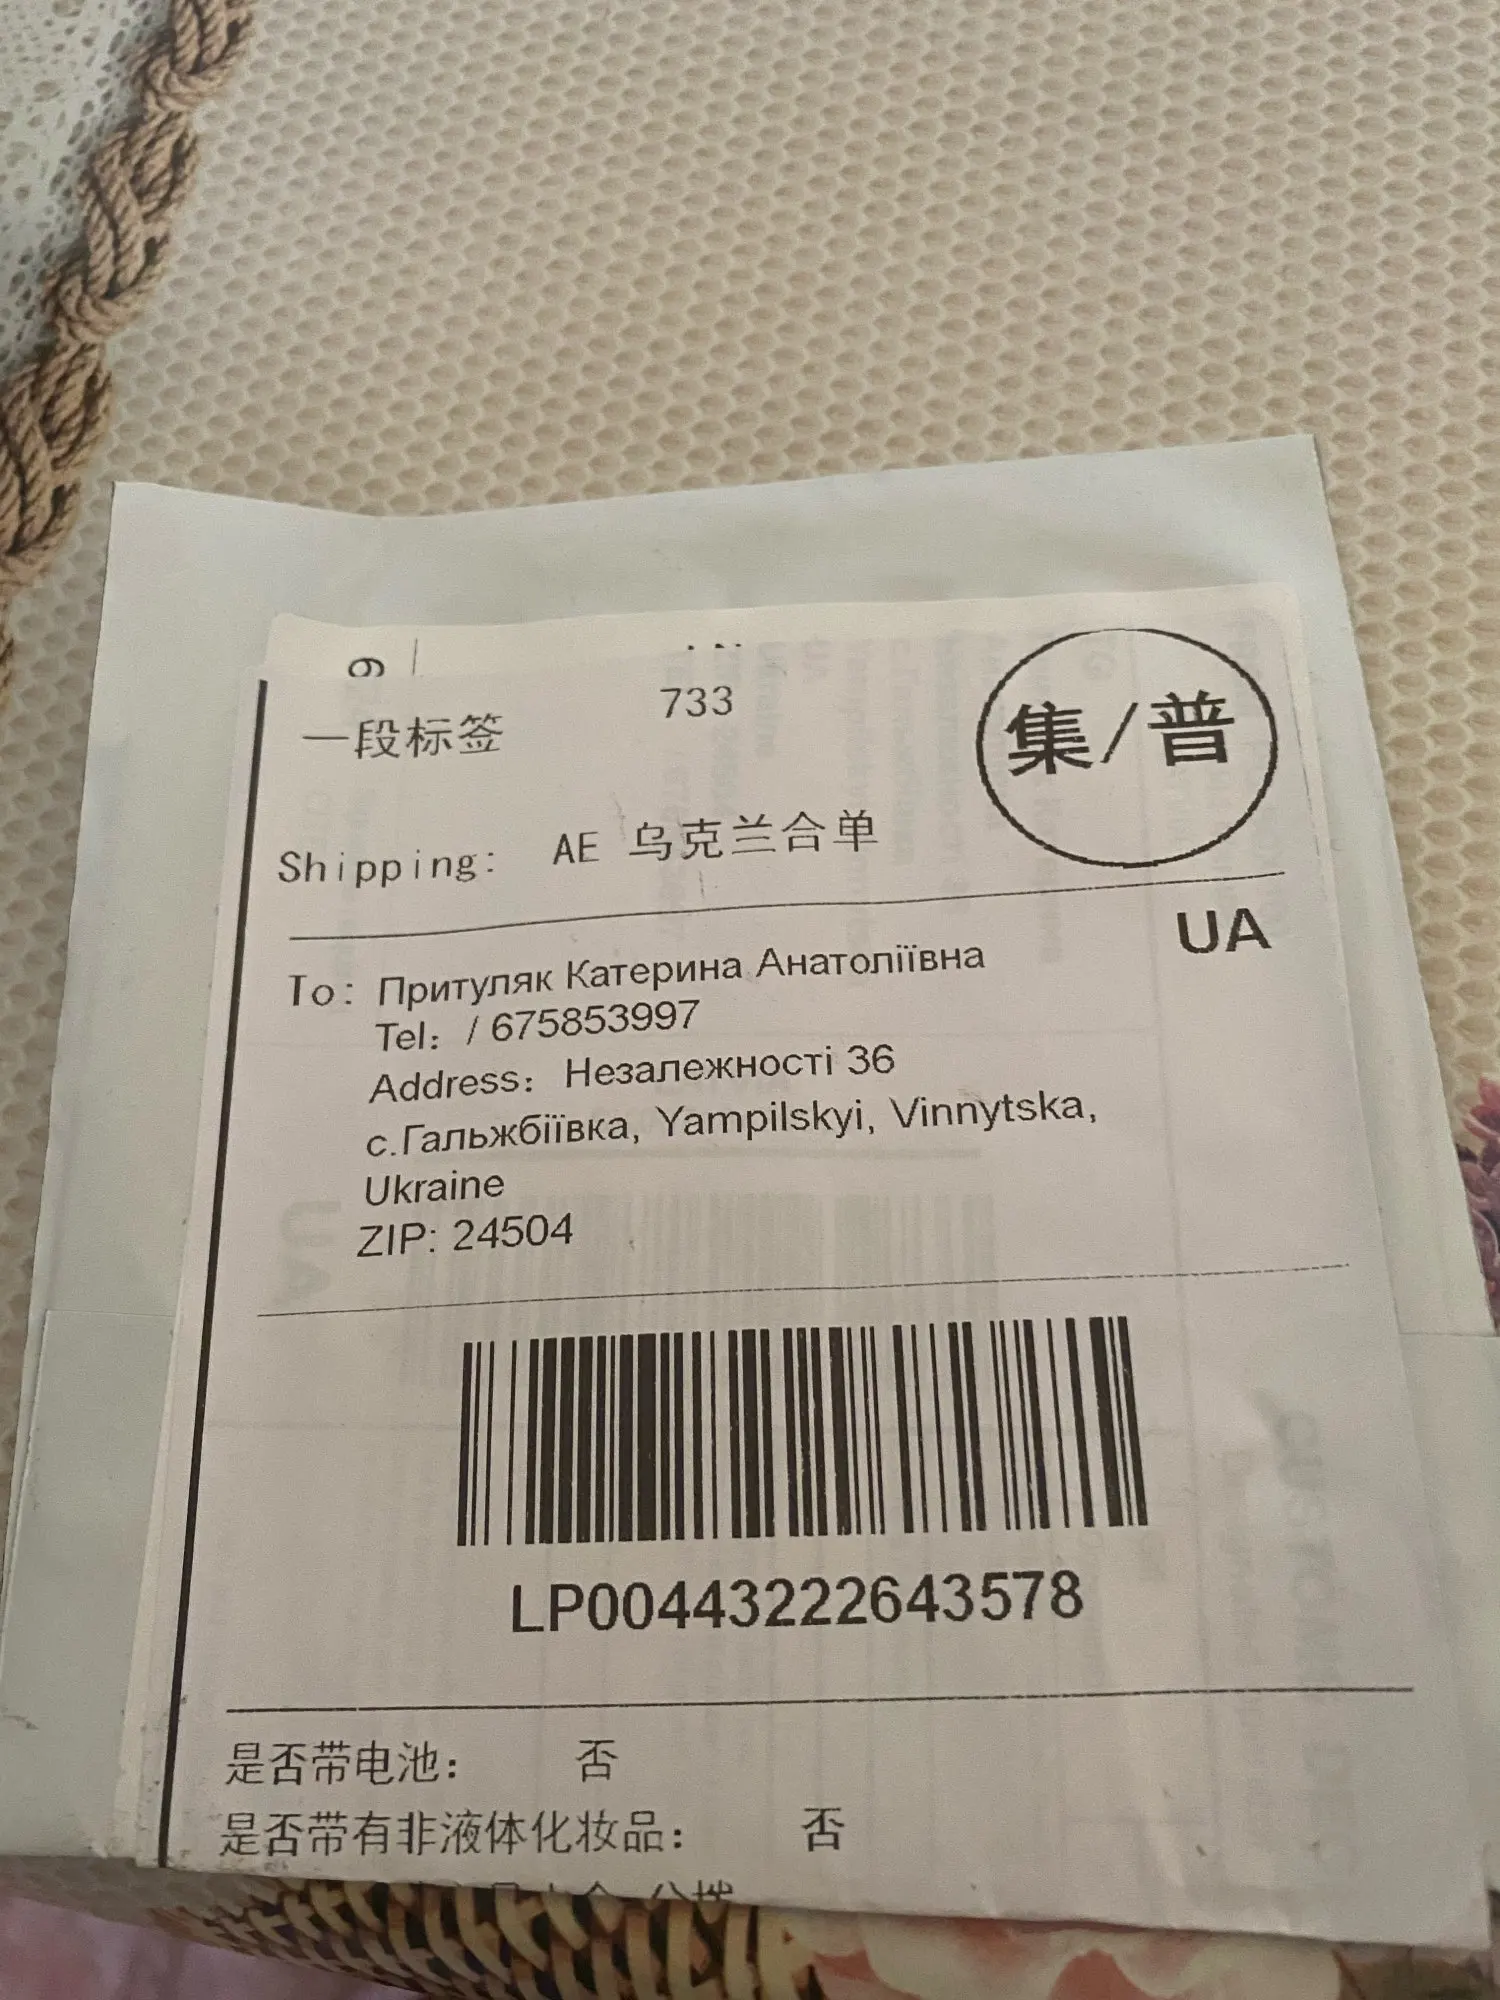 733
一段标签
集/普
Shipping: AE 乌克兰合单
UA
To: Притуляк Катерина Анатоліївна
Tel: / 675853997
Address: Незалежності 36
с.Гальжбіївка, Yampilskyi, Vinnytska,
Ukraine
ZIP: 24504
LP00443222643578
是否带电池: 否
是否带有非液体化妆品: 否